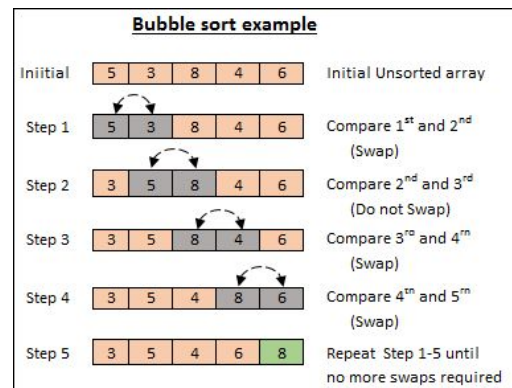 Bubble sort example
Iniitial 5 3 8 4 6 Initial Unsorted array
Step 1 5 3 8 4 6 Compare 1st and 2nd
(Swap)
Step 2 3 5 8 4 6 Compare 2nd and 3rd
(Do not Swap)
Step 3 3 5 8 4 6 Compare 3rd and 4rn
(Swap)
Step 4 3 5 4 8 6 Compare 4tn and 5rn
(Swap)
Step 5 3 5 4 6 8 Repeat Step 1-5 until
no more swaps required